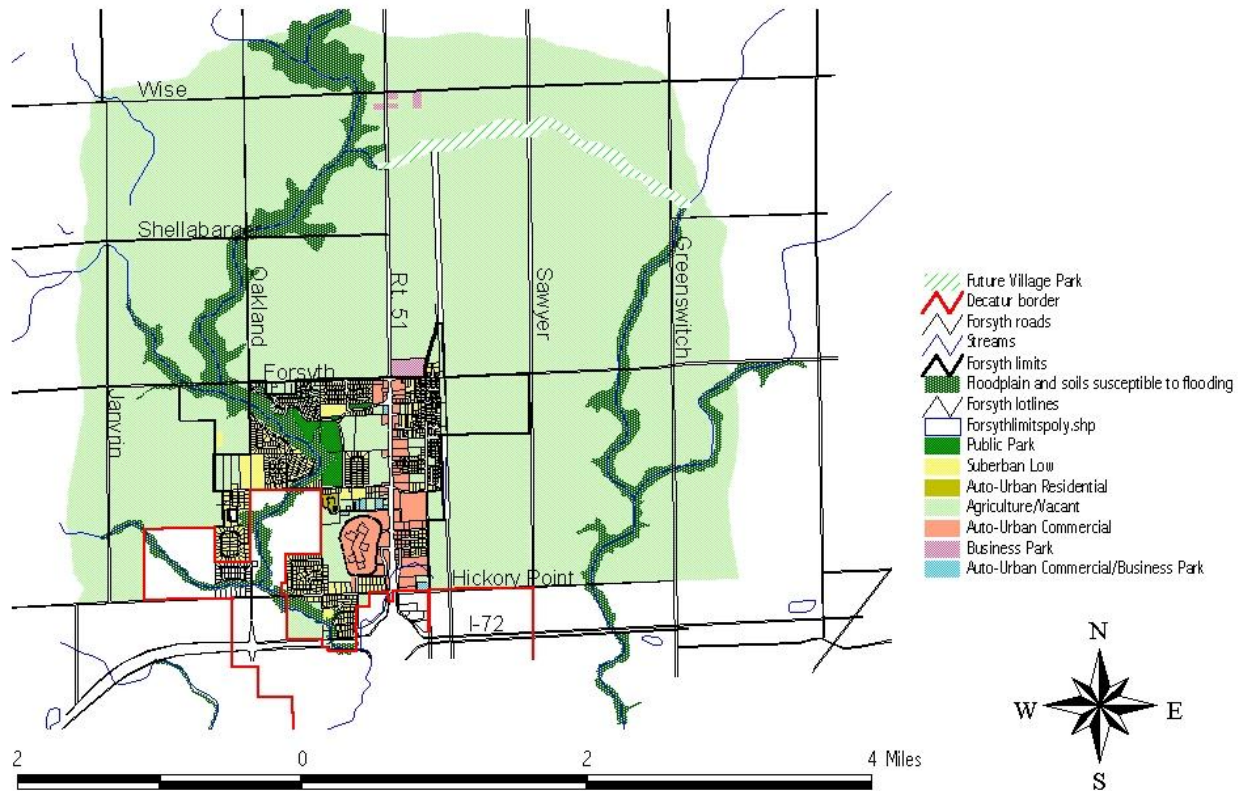 Wise
Shellabarger
Oakland
Rt. 51
Sawyer
Greenswitch
Forsyth
Janvrin
Hickory Point
I-72
Future Village Park
Decatur border
Forsyth roads
Streams
Forsyth limits
Floodplain and soils susceptible to flooding
Forsyth lotlines
Forsythlimitspoly.shp
Public Park
Suberban Low
Auto-Urban Residential
Agriculture/Vacant
Auto-Urban Commercial
Business Park
Auto-Urban Commercial/Business Park
N
W E
S
2 0 2 4 Miles